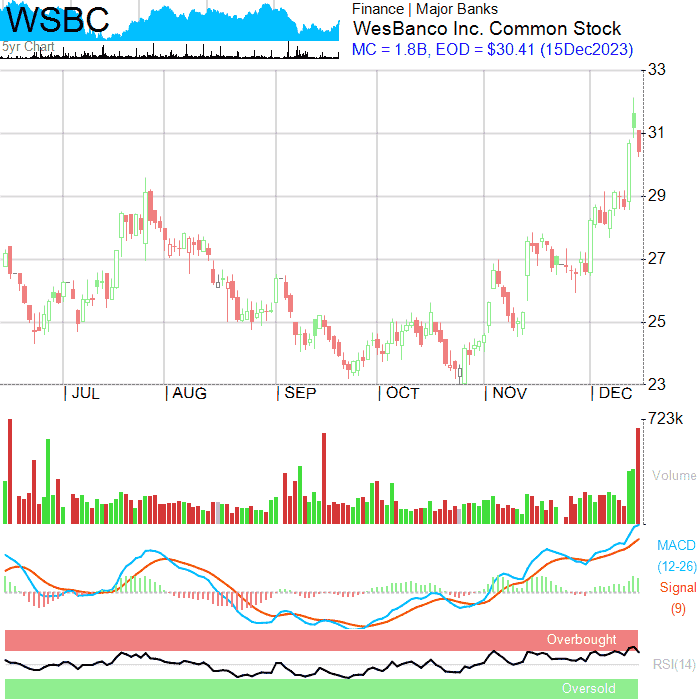 WSBC
5yr Chart
Finance | Major Banks
WesBanco Inc. Common Stock
MC = 1.8B, EOD = $30.41 (15Dec2023)
33
31
29
27
25
23
| JUL | AUG | SEP | OCT | NOV | DEC
723k
Volume
MACD
(12-26)
Signal
(9)
Overbought
RSI(14)
Oversold